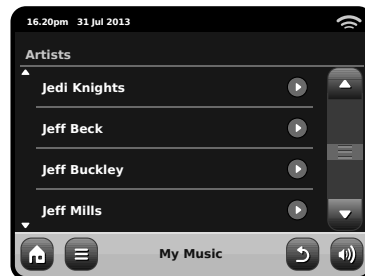 16.20pm 31 Jul 2013
Artists
Jedi Knights
Jeff Beck
Jeff Buckley
Jeff Mills
My Music